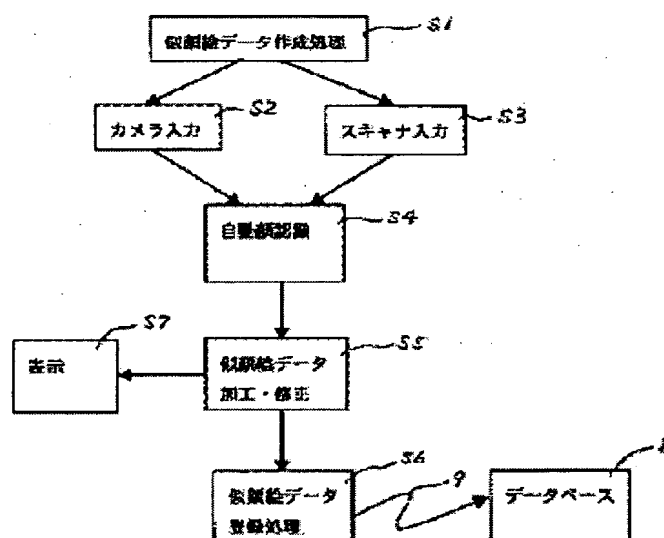 S1
似顔絵データ作成処理
S2
カメラ入力
S3
スキャナ入力
S4
自動顔認識
S7
表示
S5
似顔絵データ
加工・修正
S6
似顔絵データ
登録処理
9
データベース